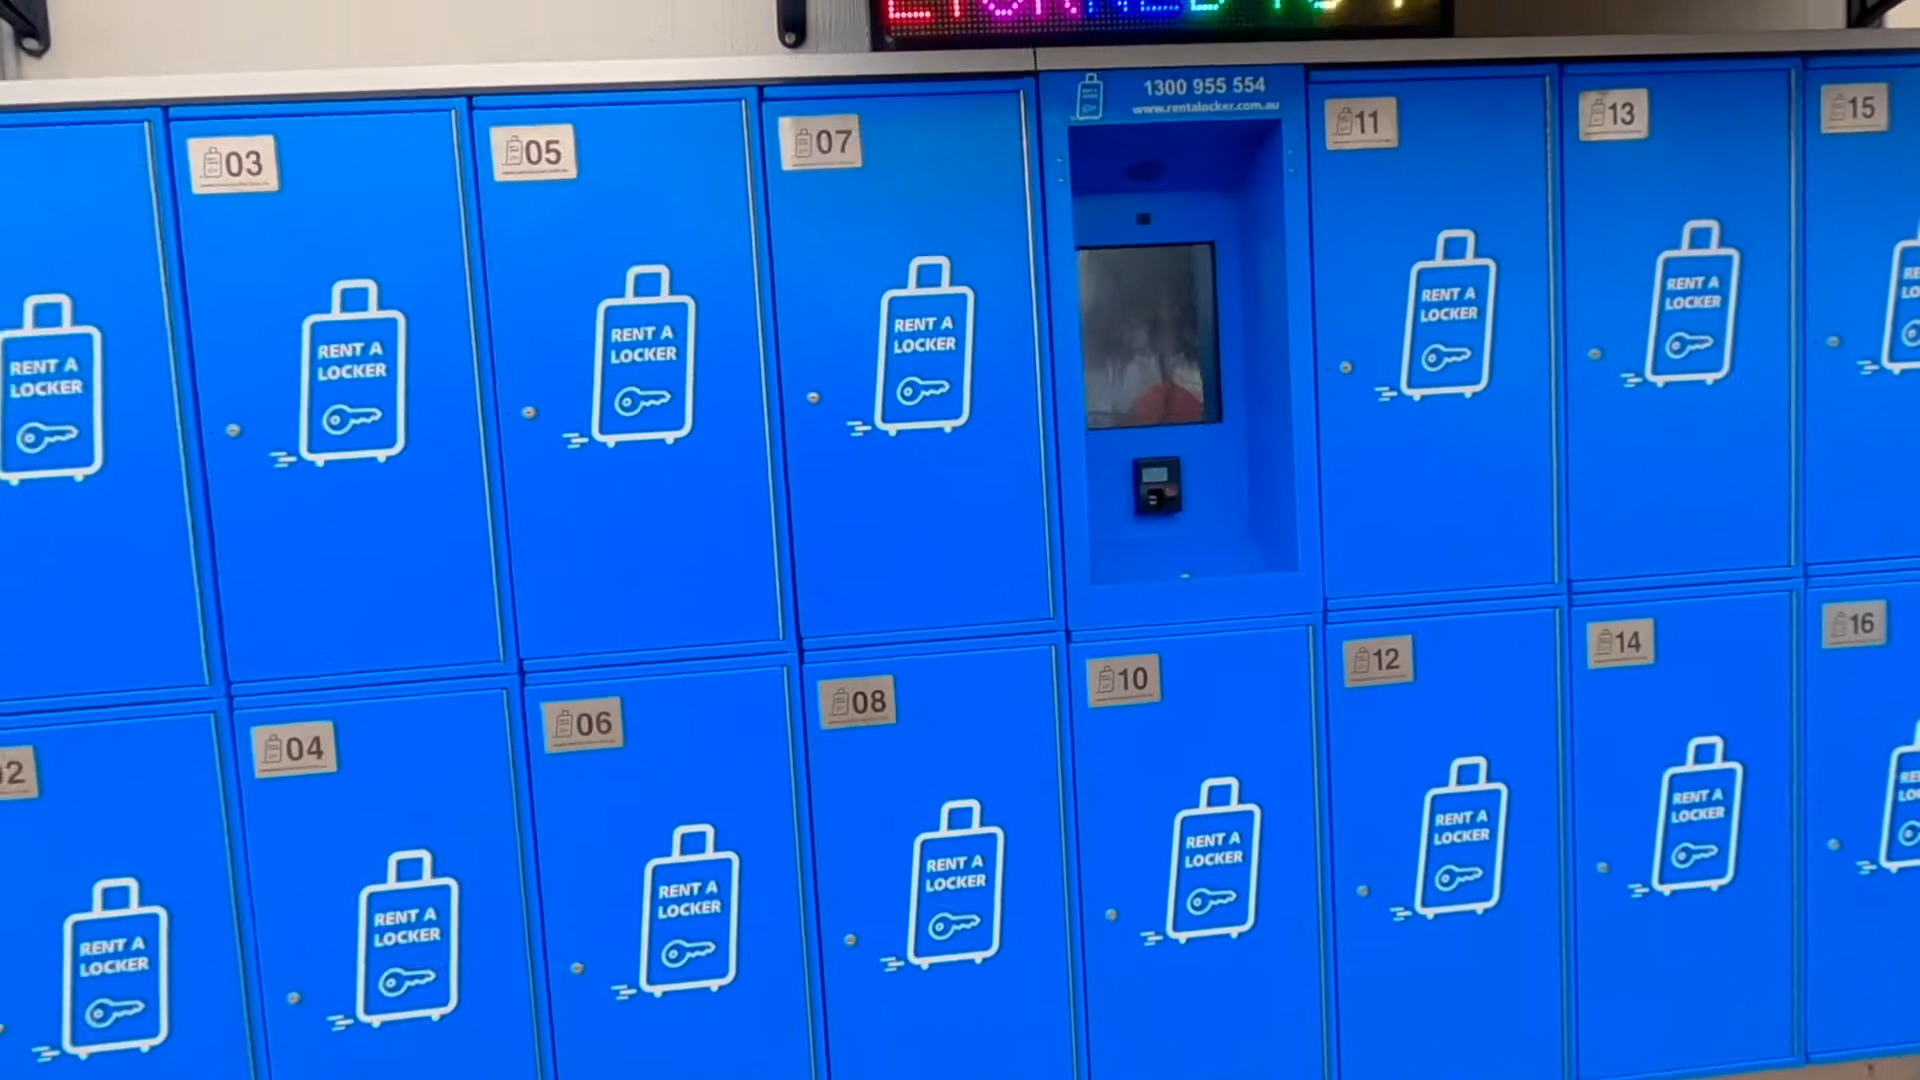 1300 955 554
www.rentalocker.com.au
03
05
07
11
13
15
RENT A
LOCKER
RENT A
LOCKER
RENT A
LOCKER
RENT A
LOCKER
RENT A
LOCKER
RENT A
LOCKER
04
06
08
10
12
14
16
RENT A
LOCKER
RENT A
LOCKER
RENT A
LOCKER
RENT A
LOCKER
RENT A
LOCKER
RENT A
LOCKER
RENT A
LOCKER